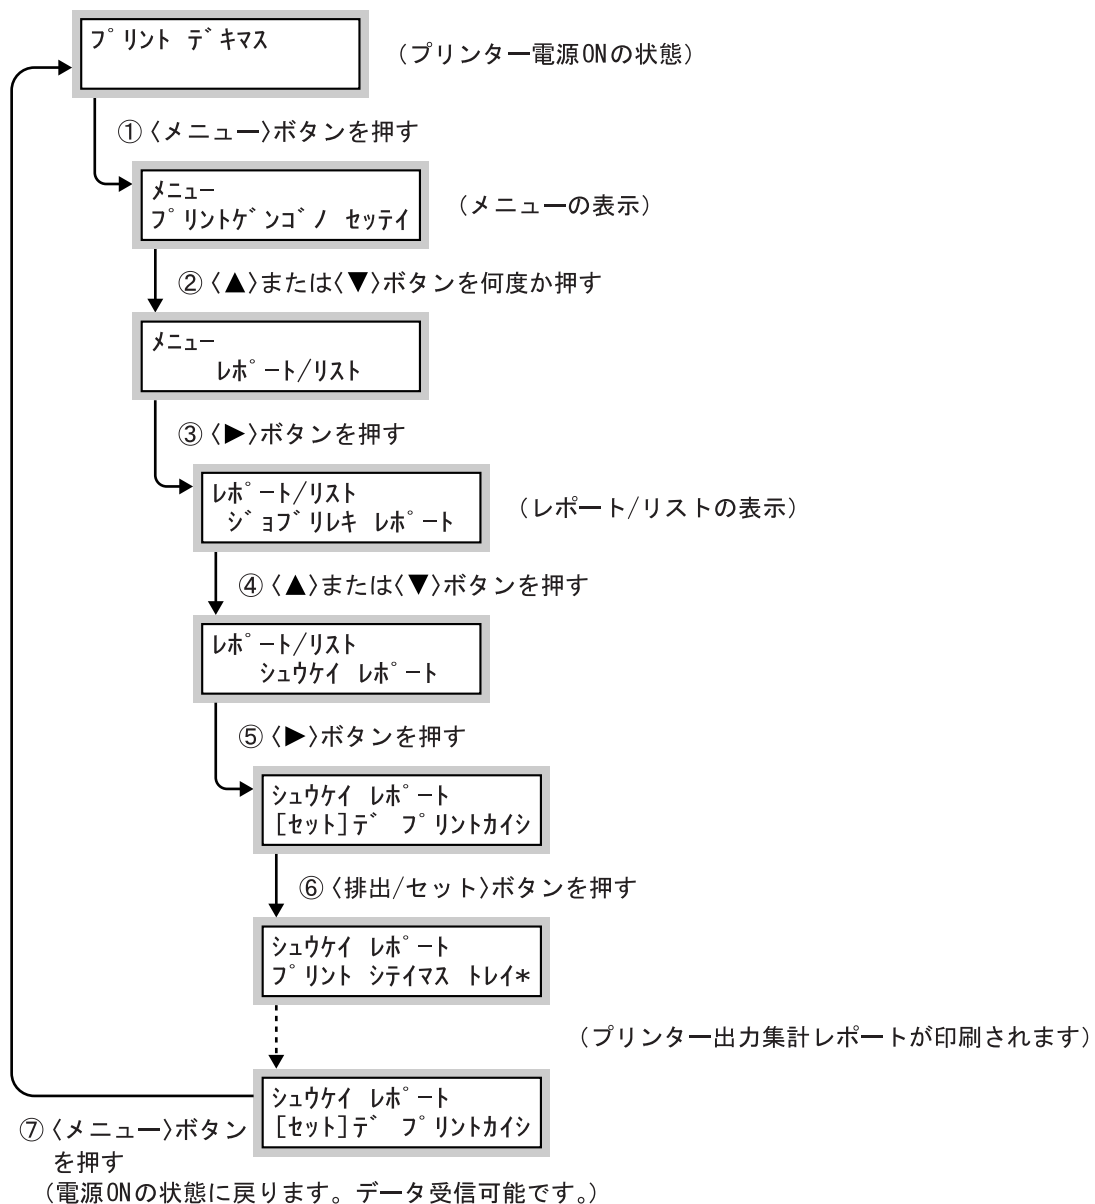 ﾌﾟﾘﾝﾄ ﾃﾞｷﾏｽ
（プリンター電源ONの状態）
①〈メニュー〉ボタンを押す
ﾒﾆｭｰ
ﾌﾟﾘﾝﾄｹﾞﾝｺﾞﾉ ｾｯﾃｲ
（メニューの表示）
②〈▲〉または〈▼〉ボタンを何度か押す
ﾒﾆｭｰ
ﾚﾎﾟｰﾄ/ﾘｽﾄ
③〈▶〉ボタンを押す
ﾚﾎﾟｰﾄ/ﾘｽﾄ
ｼﾞｮﾌﾞﾘﾚｷ ﾚﾎﾟｰﾄ
（レポート/リストの表示）
④〈▲〉または〈▼〉ボタンを押す
ﾚﾎﾟｰﾄ/ﾘｽﾄ
ｼｭｳｹｲ ﾚﾎﾟｰﾄ
⑤〈▶〉ボタンを押す
ｼｭｳｹｲ ﾚﾎﾟｰﾄ
[ｾｯﾄ]ﾃﾞ ﾌﾟﾘﾝﾄｶｲｼ
⑥〈排出/セット〉ボタンを押す
ｼｭｳｹｲ ﾚﾎﾟｰﾄ
ﾌﾟﾘﾝﾄ ｼﾃｲﾏｽ ﾄﾚｲ*
（プリンター出力集計レポートが印刷されます）
ｼｭｳｹｲ ﾚﾎﾟｰﾄ
[ｾｯﾄ]ﾃﾞ ﾌﾟﾘﾝﾄｶｲｼ
⑦〈メニュー〉ボタン
を押す
（電源ONの状態に戻ります。データ受信可能です。）